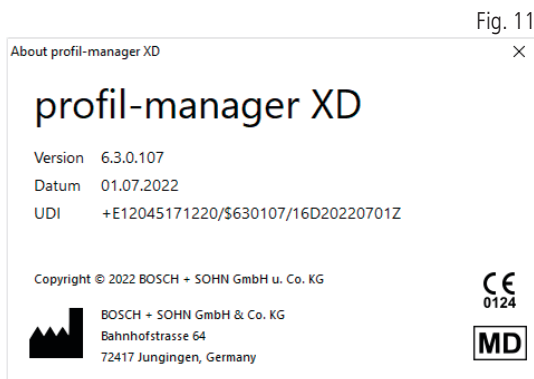 Fig. 11
About profil-manager XD
profil-manager XD
Version 6.3.0.107
Datum 01.07.2022
UDI +E12045171220/$630107/16D20220701Z
Copyright © 2022 BOSCH + SOHN GmbH u. Co. KG
CE
0124
BOSCH + SOHN GmbH & Co. KG
Bahnhofstrasse 64
72417 Jungingen, Germany
MD